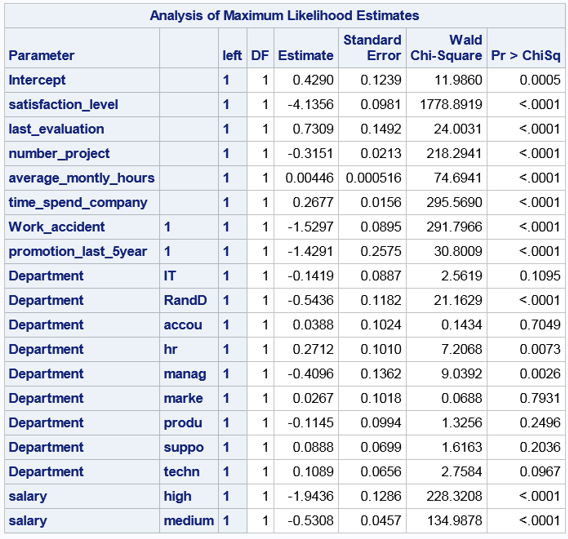 Analysis of Maximum Likelihood Estimates
Parameter left DF Estimate Standard Error Wald Chi-Square Pr > ChiSq
Intercept 1 1 0.4290 0.1239 11.9860 0.0005
satisfaction_level 1 1 -4.1356 0.0981 1778.8919 <.0001
last_evaluation 1 1 0.7309 0.1492 24.0031 <.0001
number_project 1 1 -0.3151 0.0213 218.2941 <.0001
average_montly_hours 1 1 0.00446 0.000516 74.6941 <.0001
time_spend_company 1 1 0.2677 0.0156 295.5690 <.0001
Work_accident 1 1 1 -1.5297 0.0895 291.7966 <.0001
promotion_last_5year 1 1 1 -1.4291 0.2575 30.8009 <.0001
Department IT 1 1 -0.1419 0.0887 2.5619 0.1095
Department RandD 1 1 -0.5436 0.1182 21.1629 <.0001
Department accou 1 1 0.0388 0.1024 0.1434 0.7049
Department hr 1 1 0.2712 0.1010 7.2068 0.0073
Department manag 1 1 -0.4096 0.1362 9.0392 0.0026
Department marke 1 1 0.0267 0.1018 0.0688 0.7931
Department produ 1 1 -0.1145 0.0994 1.3256 0.2496
Department suppo 1 1 0.0888 0.0699 1.6163 0.2036
Department techn 1 1 0.1089 0.0656 2.7584 0.0967
salary high 1 1 -1.9436 0.1286 228.3208 <.0001
salary medium 1 1 -0.5308 0.0457 134.9878 <.0001